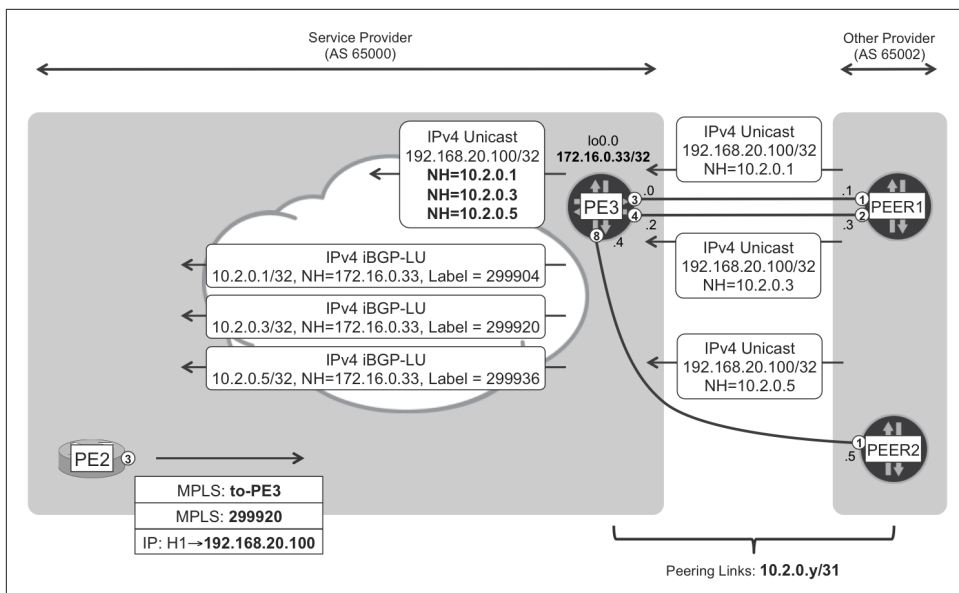 Service Provider
(AS 65000)
Other Provider
(AS 65002)
IPv4 Unicast
192.168.20.100/32
NH=10.2.0.1
NH=10.2.0.3
NH=10.2.0.5
lo0.0
172.16.0.33/32
IPv4 Unicast
192.168.20.100/32
NH=10.2.0.1
PE3
3
4
8
.0
.2
.4
.1
.3
1
2
PEER1
IPv4 Unicast
192.168.20.100/32
NH=10.2.0.3
IPv4 iBGP-LU
10.2.0.1/32, NH=172.16.0.33, Label = 299904
IPv4 iBGP-LU
10.2.0.3/32, NH=172.16.0.33, Label = 299920
IPv4 iBGP-LU
10.2.0.5/32, NH=172.16.0.33, Label = 299936
IPv4 Unicast
192.168.20.100/32
NH=10.2.0.5
1
.5
PEER2
PE2
3
MPLS: to-PE3
MPLS: 299920
IP: H1→192.168.20.100
Peering Links: 10.2.0.y/31